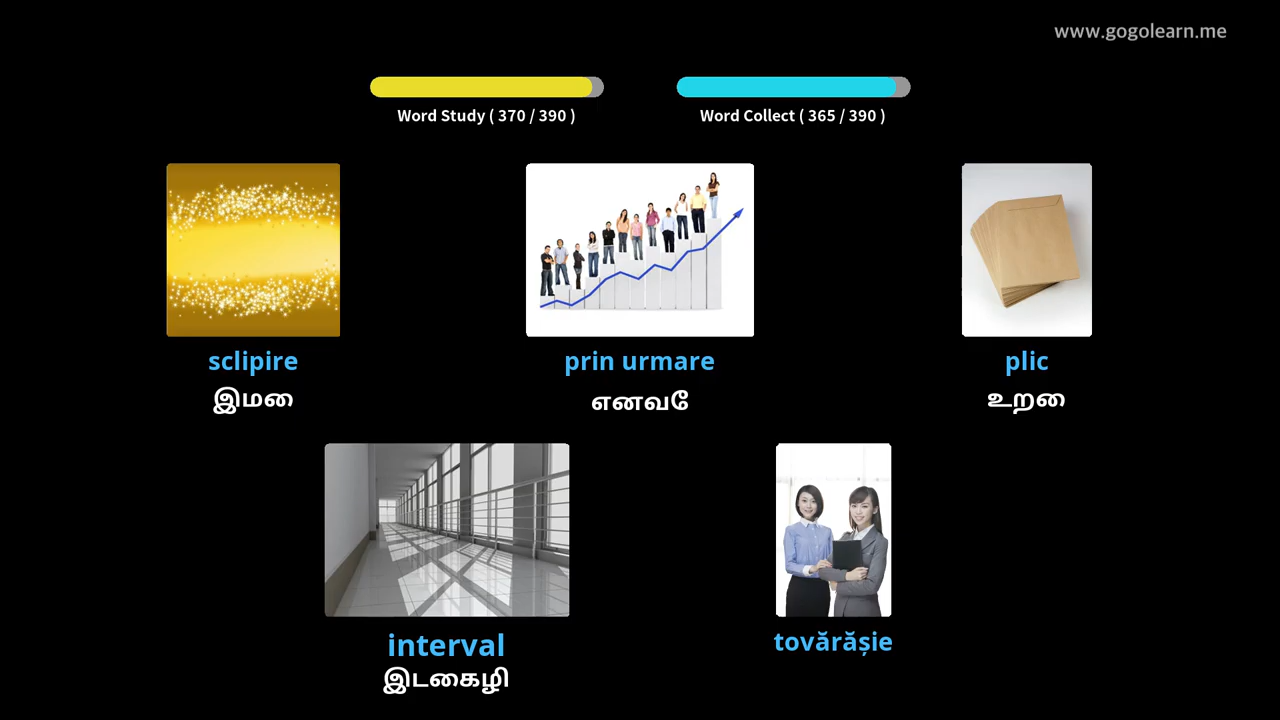 www.gogolearn.me
Word Study ( 370 / 390 )
Word Collect ( 365 / 390 )
sclipire
prin urmare
plic
இமை
எனவே
உறை
interval
tovărășie
இடைகழி